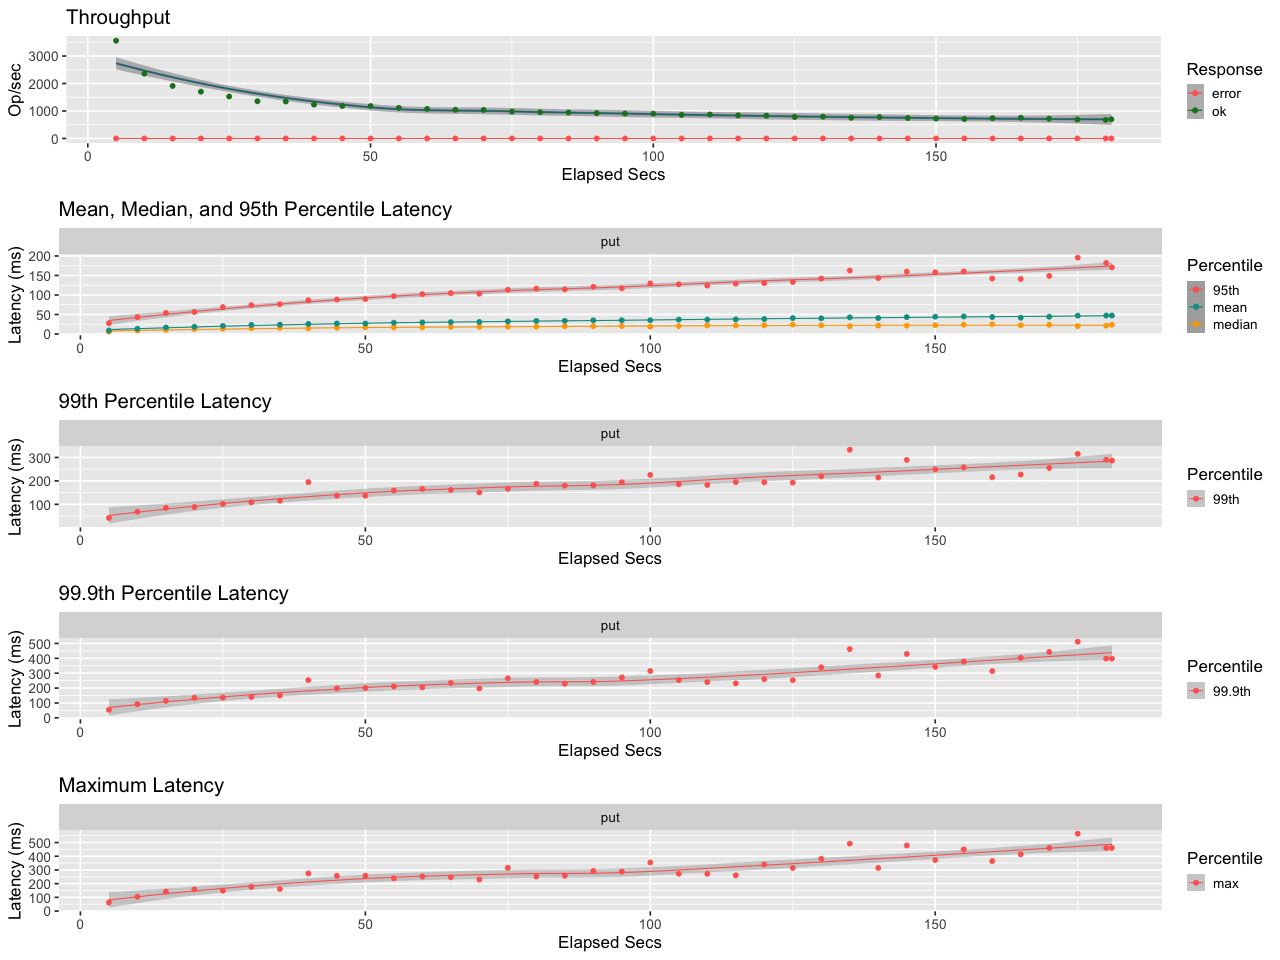 Throughput
Op/sec
3000
2000
1000
0
0 50 100 150
Elapsed Secs
Response
error
ok
Mean, Median, and 95th Percentile Latency
put
Latency (ms)
200
150
100
50
0
0 50 100 150
Elapsed Secs
Percentile
95th
mean
median
99th Percentile Latency
put
Latency (ms)
300
200
100
0 50 100 150
Elapsed Secs
Percentile
99th
99.9th Percentile Latency
put
Latency (ms)
500
400
300
200
100
0
0 50 100 150
Elapsed Secs
Percentile
99.9th
Maximum Latency
put
Latency (ms)
500
400
300
200
100
0
0 50 100 150
Elapsed Secs
Percentile
max